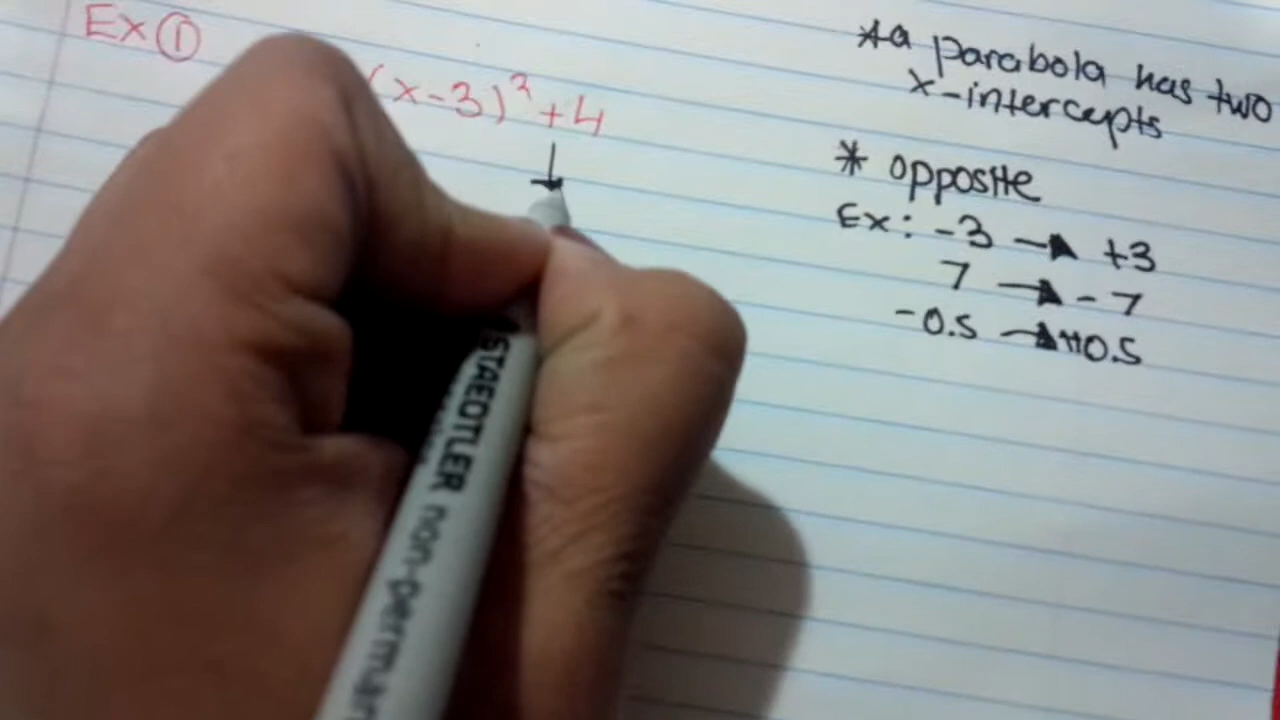 Ex ①
(x-3)² +4
*a parabola has two
x-intercepts
* opposite
Ex: -3 → +3
7 → -7
-0.5 → +0.5
STAEDTLER non-perman